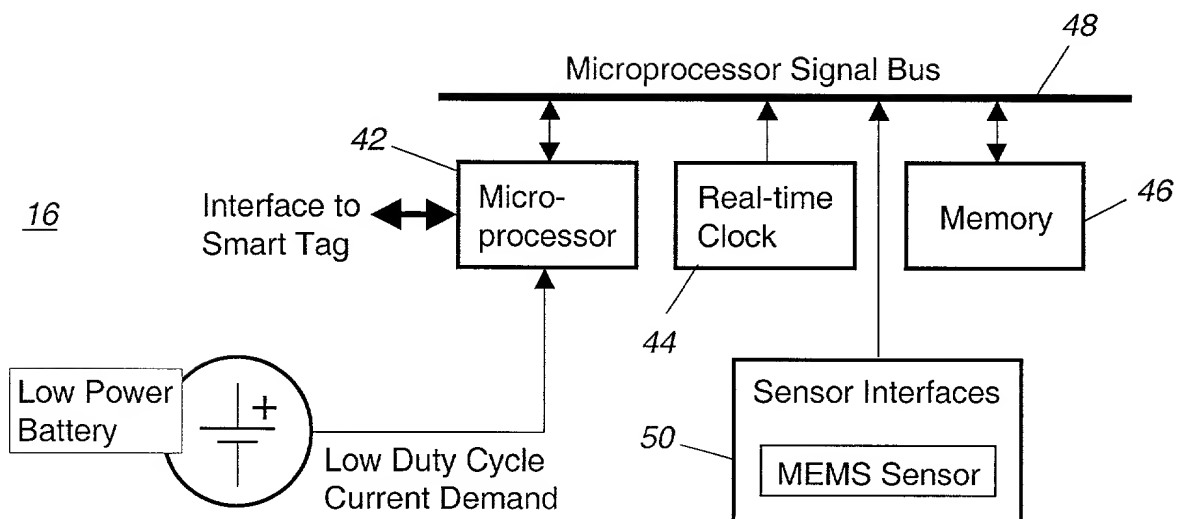 48
Microprocessor Signal Bus
42
16
Interface to
Smart Tag
Micro-
processor
Real-time
Clock
Memory
46
44
Low Power
Battery
+
Low Duty Cycle
Current Demand
50
Sensor Interfaces
MEMS Sensor